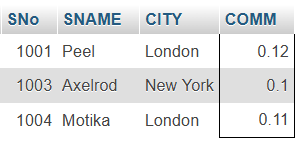 SNo SNAME CITY COMM
1001 Peel London 0.12
1003 Axelrod New York 0.1
1004 Motika London 0.11